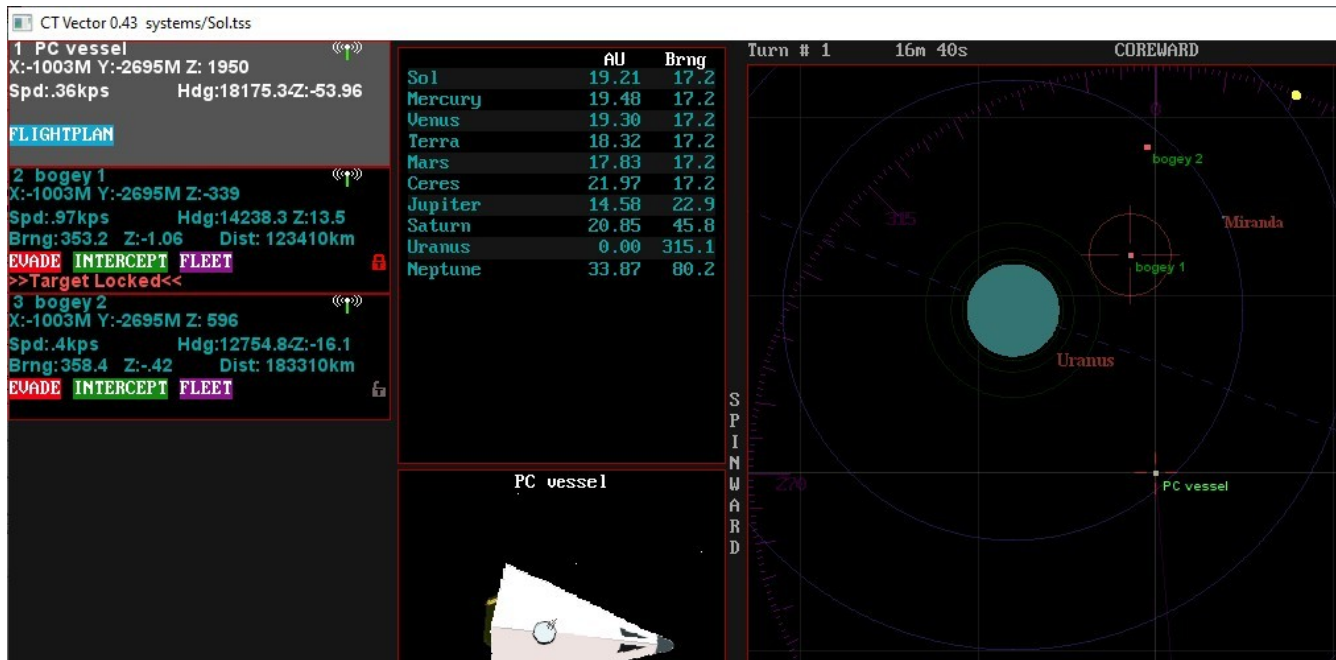 CT Vector 0.43 systems/Sol.tss
1 PC vessel
X:-1003M Y:-2695M Z: 1950
Spd:.36kps Hdg:18175.34Z:-53.96
FLIGHTPLAN
2 bogey 1
X:-1003M Y:-2695M Z:-339
Spd:.97kps Hdg:14238.3 Z:13.5
Brng:353.2 Z:-1.06 Dist: 123410km
EVADE INTERCEPT FLEET
>>Target Locked<<
3 bogey 2
X:-1003M Y:-2695M Z: 596
Spd:.4kps Hdg:12754.84Z:-16.1
Brng:358.4 Z:-.42 Dist: 183310km
EVADE INTERCEPT FLEET
AU Brng
Sol 19.21 17.2
Mercury 19.48 17.2
Venus 19.30 17.2
Terra 18.32 17.2
Mars 17.83 17.2
Ceres 21.97 17.2
Jupiter 14.58 22.9
Saturn 20.85 45.8
Uranus 0.00 315.1
Neptune 33.87 80.2
PC vessel
SPINWARD
Turn # 1 16m 40s COREWARD
0
bogey 2
315
Miranda
bogey 1
Uranus
270
PC vessel